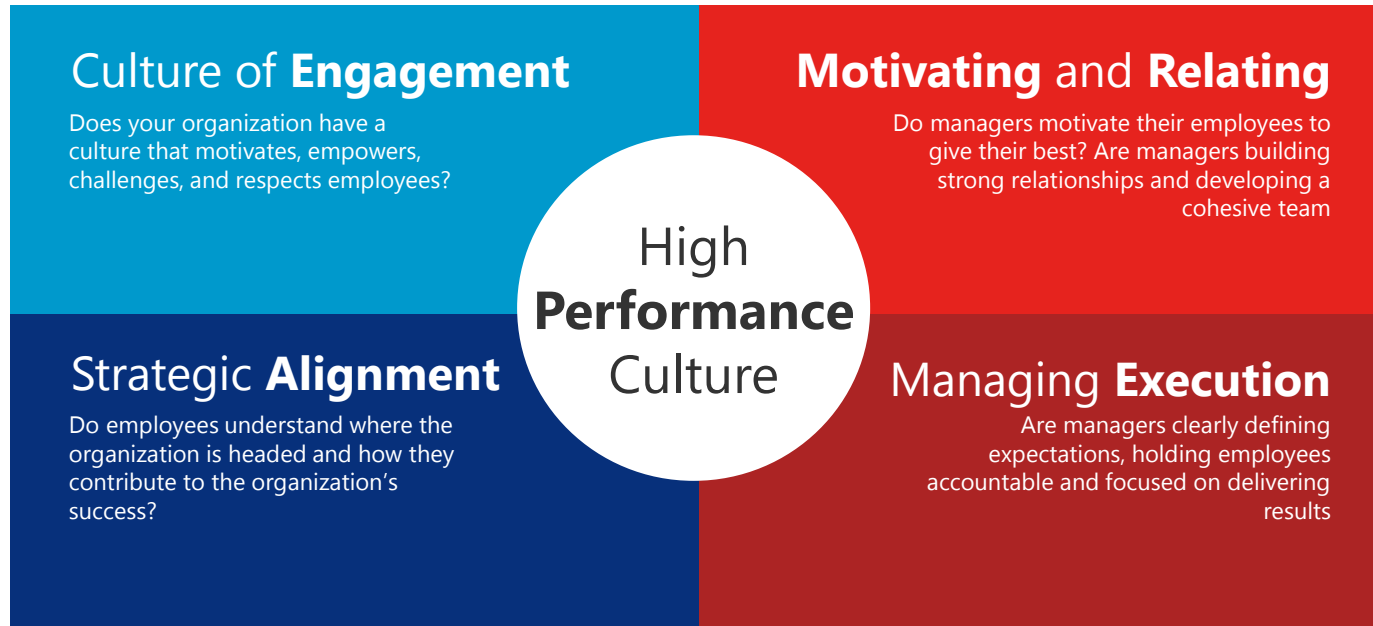 Culture of Engagement
Does your organization have a
culture that motivates, empowers,
challenges, and respects employees?
Motivating and Relating
Do managers motivate their employees to
give their best? Are managers building
strong relationships and developing a
cohesive team
High
Performance
Culture
Strategic Alignment
Do employees understand where the
organization is headed and how they
contribute to the organization’s
success?
Managing Execution
Are managers clearly defining
expectations, holding employees
accountable and focused on delivering
results